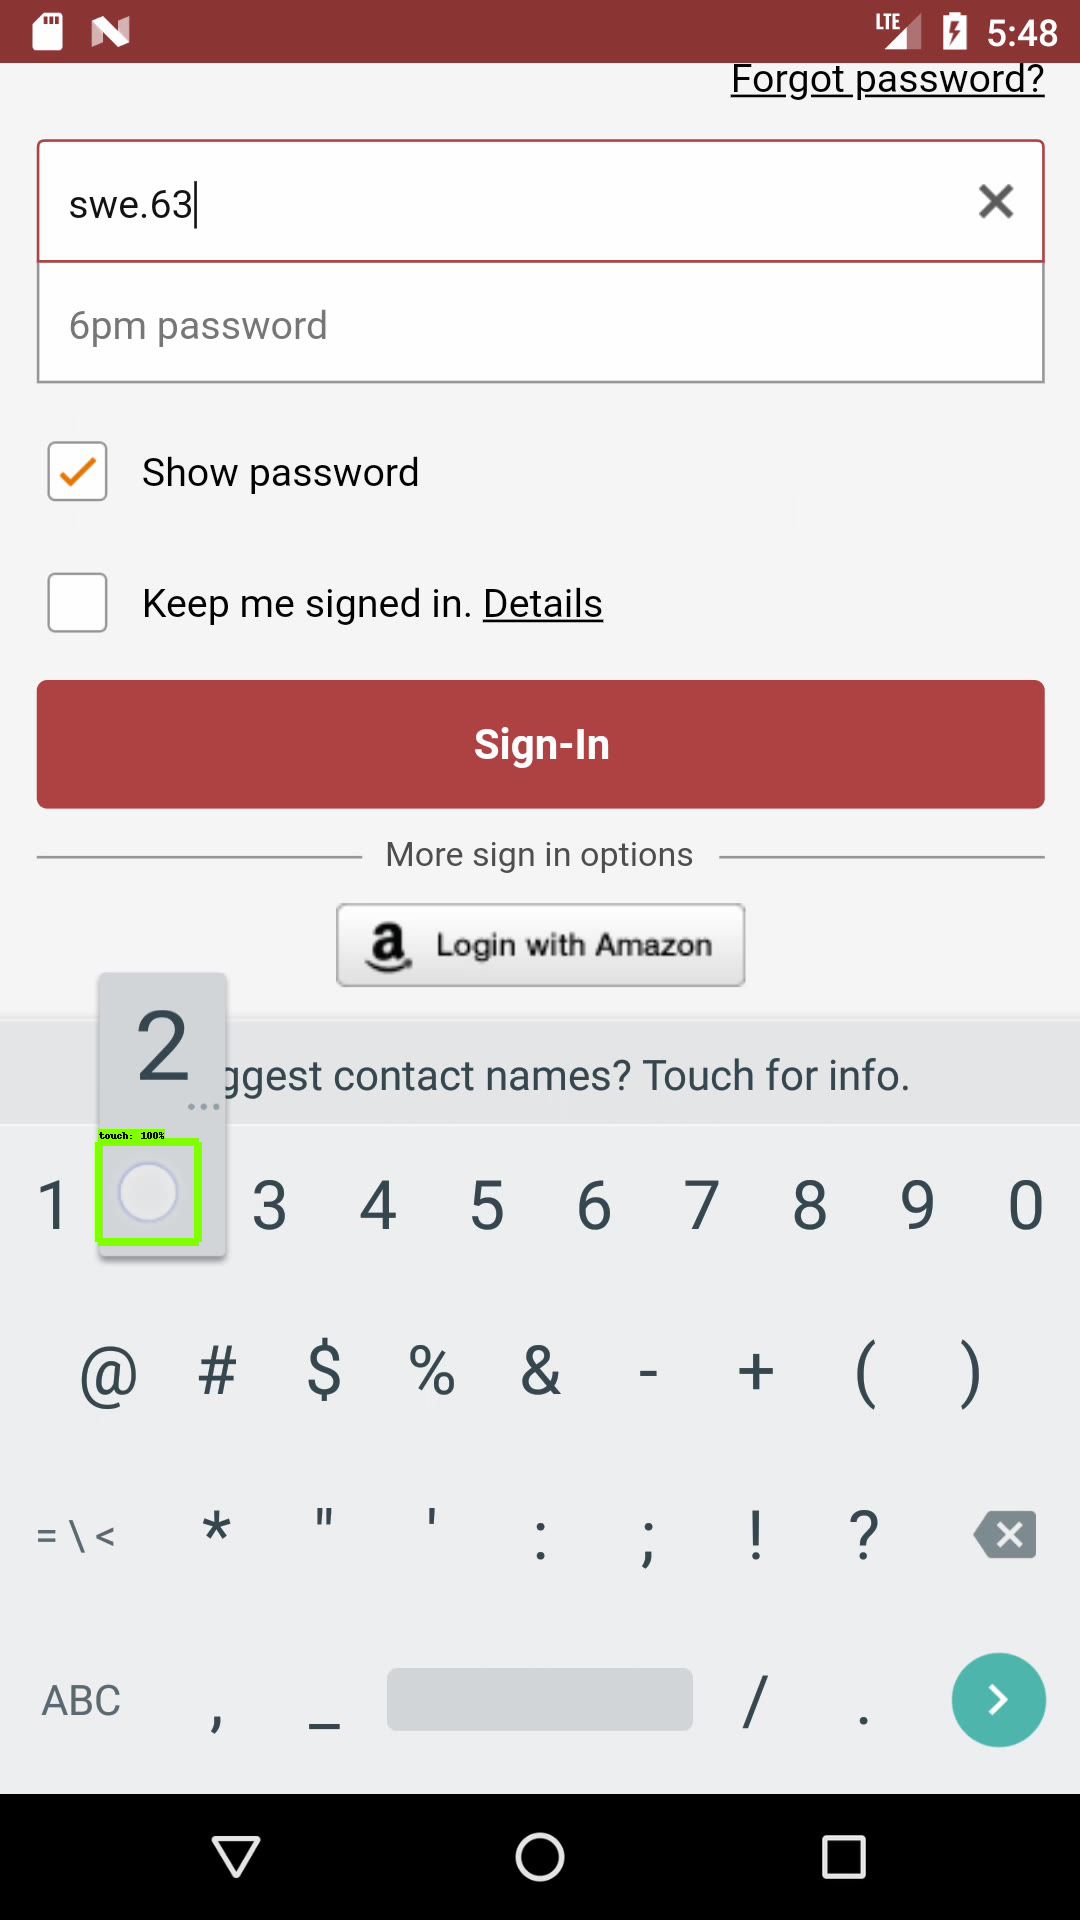 LTE 5:48
Forgot password?
swe.63
6pm password
Show password
Keep me signed in. Details
Sign-In
More sign in options
a Login with Amazon
2
ggest contact names? Touch for info.
touch: 100%
1 3 4 5 6 7 8 9 0
@ # $ % & - + ( )
= \ < * " ' : ; ! ?
ABC , _ / .